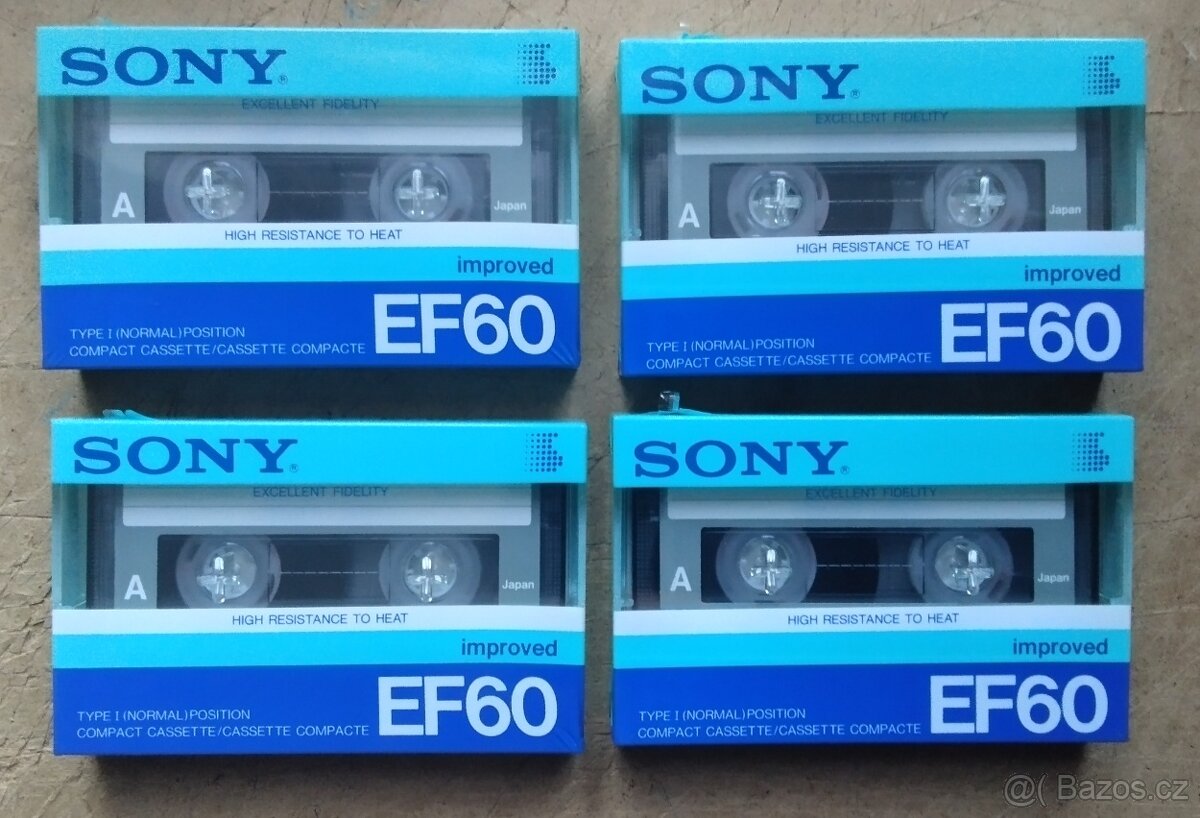 SONY®
EXCELLENT FIDELITY
A
Japan
HIGH RESISTANCE TO HEAT
improved
TYPE I (NORMAL) POSITION
COMPACT CASSETTE/CASSETTE COMPACTE
EF60
SONY®
EXCELLENT FIDELITY
A
Japan
HIGH RESISTANCE TO HEAT
improved
TYPE I (NORMAL) POSITION
COMPACT CASSETTE/CASSETTE COMPACTE
EF60
SONY®
EXCELLENT FIDELITY
A
Japan
HIGH RESISTANCE TO HEAT
improved
TYPE I (NORMAL) POSITION
COMPACT CASSETTE/CASSETTE COMPACTE
EF60
SONY®
EXCELLENT FIDELITY
A
Japan
HIGH RESISTANCE TO HEAT
improved
TYPE I (NORMAL) POSITION
COMPACT CASSETTE/CASSETTE COMPACTE
EF60
@( Bazos.cz